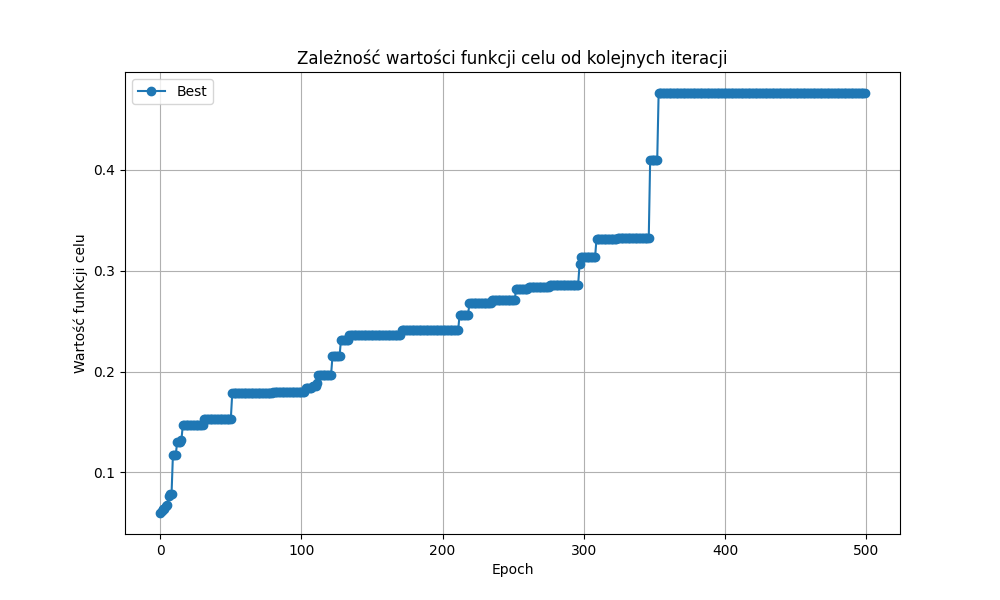 Zależność wartości funkcji celu od kolejnych iteracji
Best
Wartość funkcji celu
0.4
0.3
0.2
0.1
0 100 200 300 400 500
Epoch